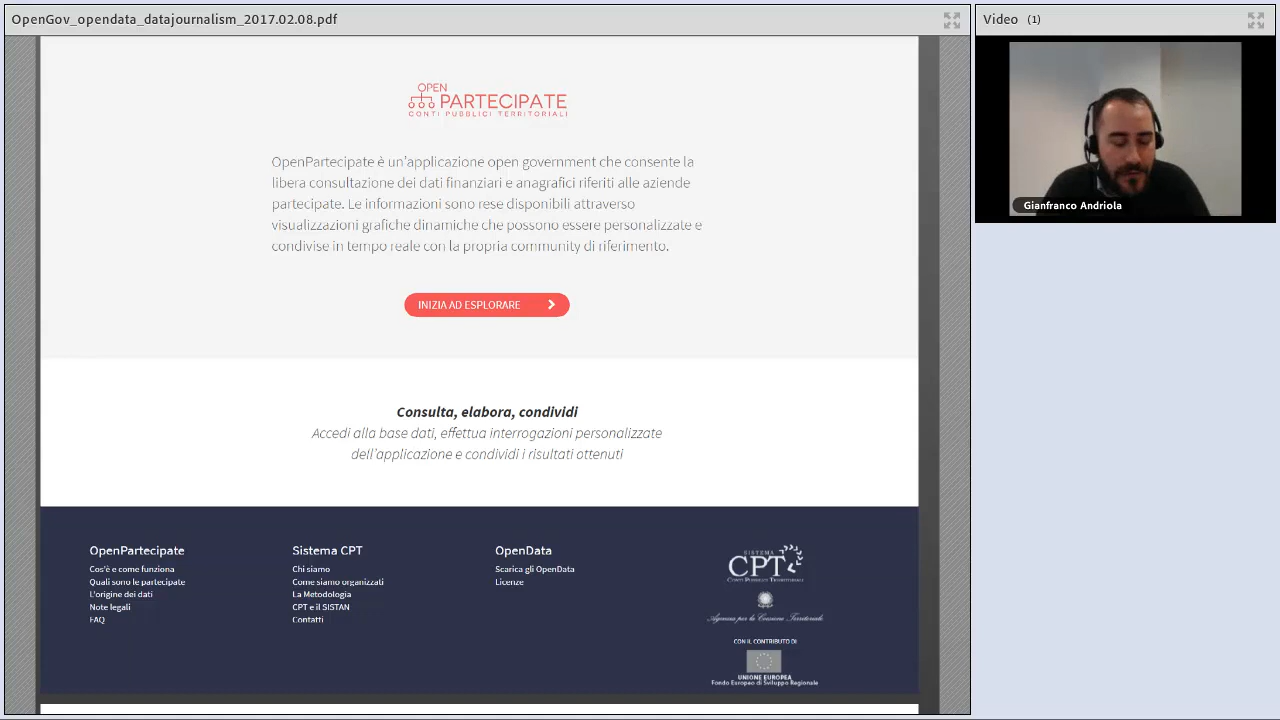 OpenGov_opendata_datajournalism_2017.02.08.pdf
Video (1)
Gianfranco Andriola
OPEN
PARTECIPATE
CONTI PUBBLICI TERRITORIALI
OpenPartecipate è un'applicazione open government che consente la
libera consultazione dei dati finanziari e anagrafici riferiti alle aziende
partecipate. Le informazioni sono rese disponibili attraverso
visualizzazioni grafiche dinamiche che possono essere personalizzate e
condivise in tempo reale con la propria community di riferimento.
INIZIA AD ESPLORARE
Consulta, elabora, condividi
Accedi alla base dati, effettua interrogazioni personalizzate
dell'applicazione e condividi i risultati ottenuti
OpenPartecipate
Cos'è e come funziona
Quali sono le partecipate
L'origine dei dati
Note legali
FAQ
Sistema CPT
Chi siamo
Come siamo organizzati
La Metodologia
CPT e il SISTAN
Contatti
OpenData
Scarica gli OpenData
Licenze
SISTEMA
CPT
CONTI PUBBLICI TERRITORIALI
Agenzia per la Coesione Territoriale
CON IL CONTRIBUTO DI
UNIONE EUROPEA
Fondo Europeo di Sviluppo Regionale